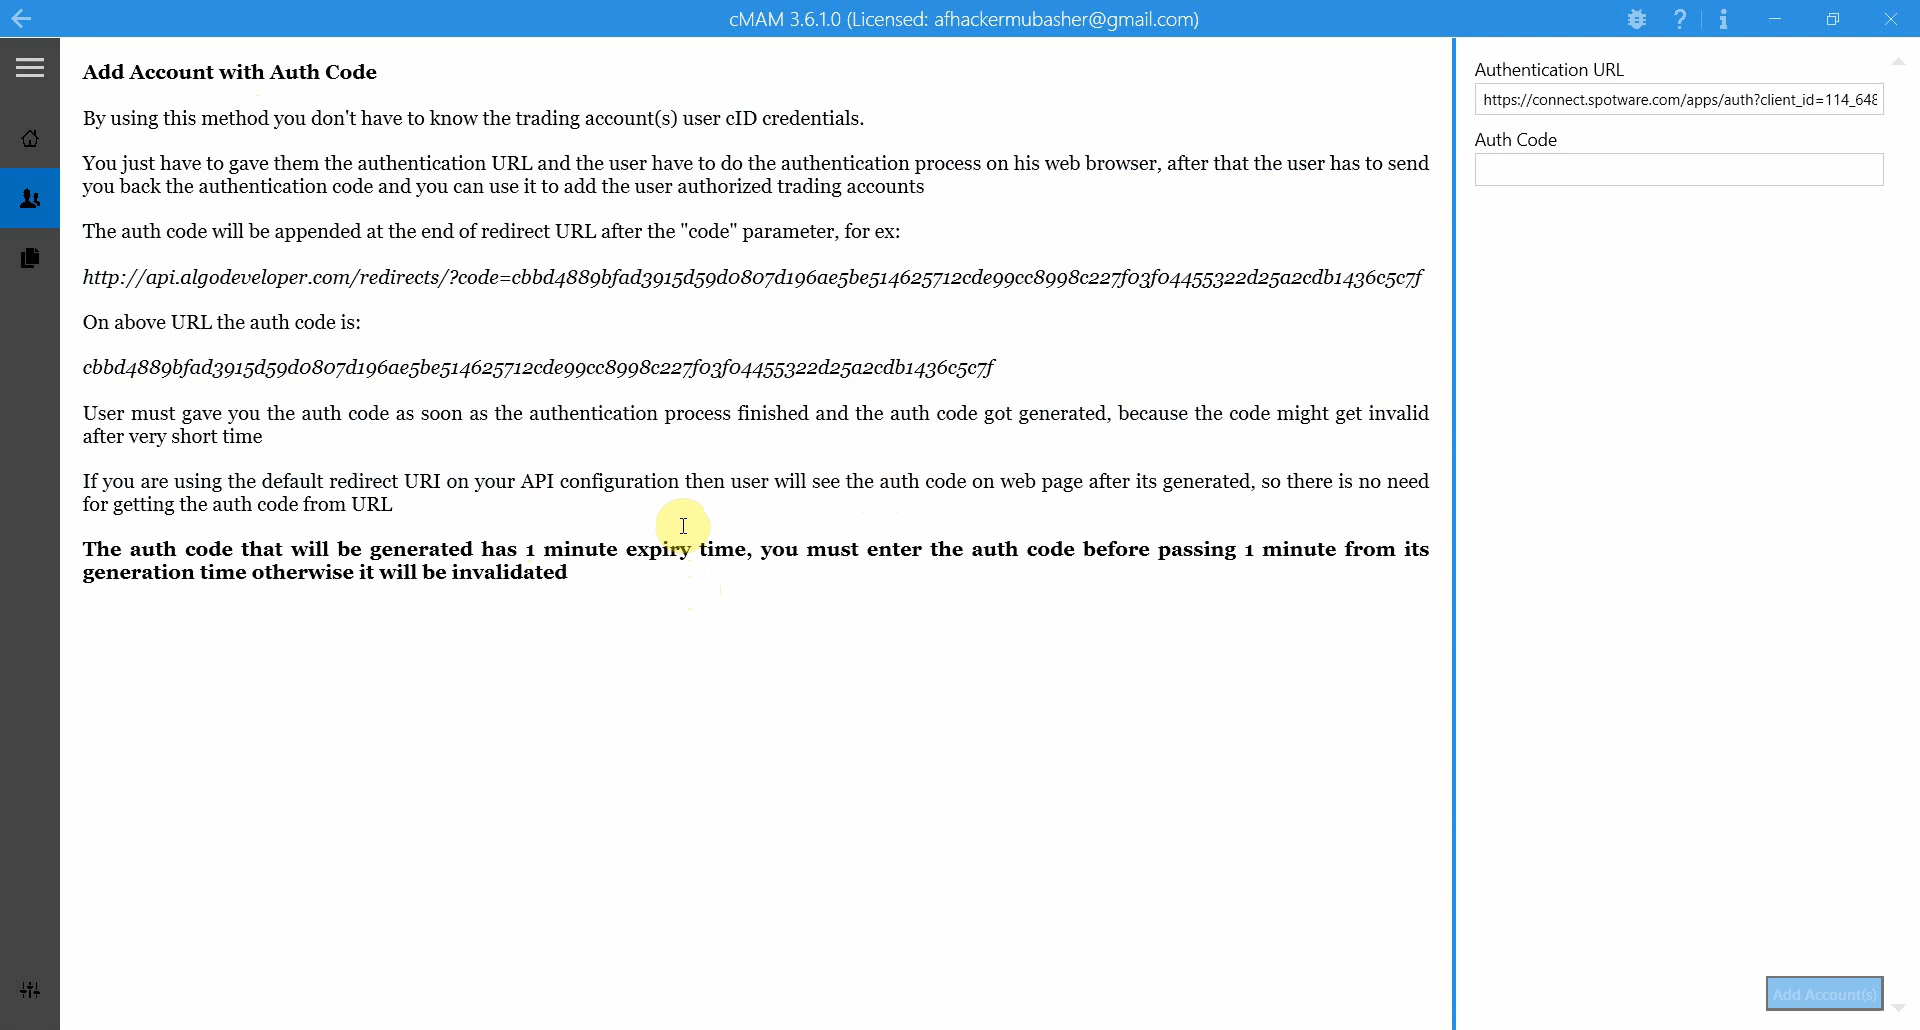 cMAM 3.6.1.0 (Licensed: afhackermubasher@gmail.com)
Add Account with Auth Code
By using this method you don't have to know the trading account(s) user cID credentials.
You just have to gave them the authentication URL and the user have to do the authentication process on his web browser, after that the user has to send
you back the authentication code and you can use it to add the user authorized trading accounts
The auth code will be appended at the end of redirect URL after the "code" parameter, for ex:
http://api.algodeveloper.com/redirects/?code=cbbd4889bfad3915d59d0807d196ae5be514625712cde99cc8998c227f03f04455322d25a2cdb1436c5c7f
On above URL the auth code is:
cbbd4889bfad3915d59d0807d196ae5be514625712cde99cc8998c227f03f04455322d25a2cdb1436c5c7f
User must gave you the auth code as soon as the authentication process finished and the auth code got generated, because the code might get invalid
after very short time
If you are using the default redirect URI on your API configuration then user will see the auth code on web page after its generated, so there is no need
for getting the auth code from URL
The auth code that will be generated has 1 minute expiry time, you must enter the auth code before passing 1 minute from its
generation time otherwise it will be invalidated
Authentication URL
https://connect.spotware.com/apps/auth?client_id=114_648
Auth Code
Add Account(s)